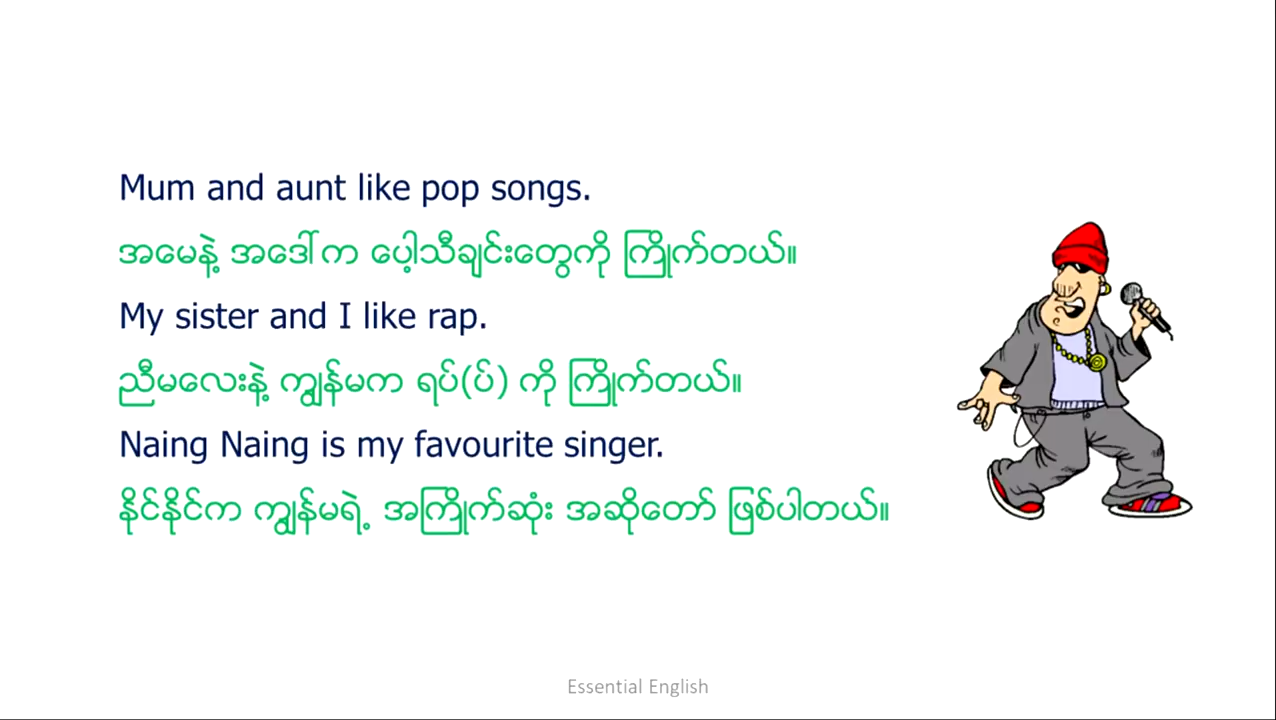 Mum and aunt like pop songs.
အမေနဲ့ အဒေါ်က ပေါ့သီချင်းတွေကို ကြိုက်တယ်။
My sister and I like rap.
ညီမလေးနဲ့ ကျွန်မက ရပ်(ပ်) ကို ကြိုက်တယ်။
Naing Naing is my favourite singer.
နိုင်နိုင်က ကျွန်မရဲ့ အကြိုက်ဆုံး အဆိုတော် ဖြစ်ပါတယ်။
Essential English